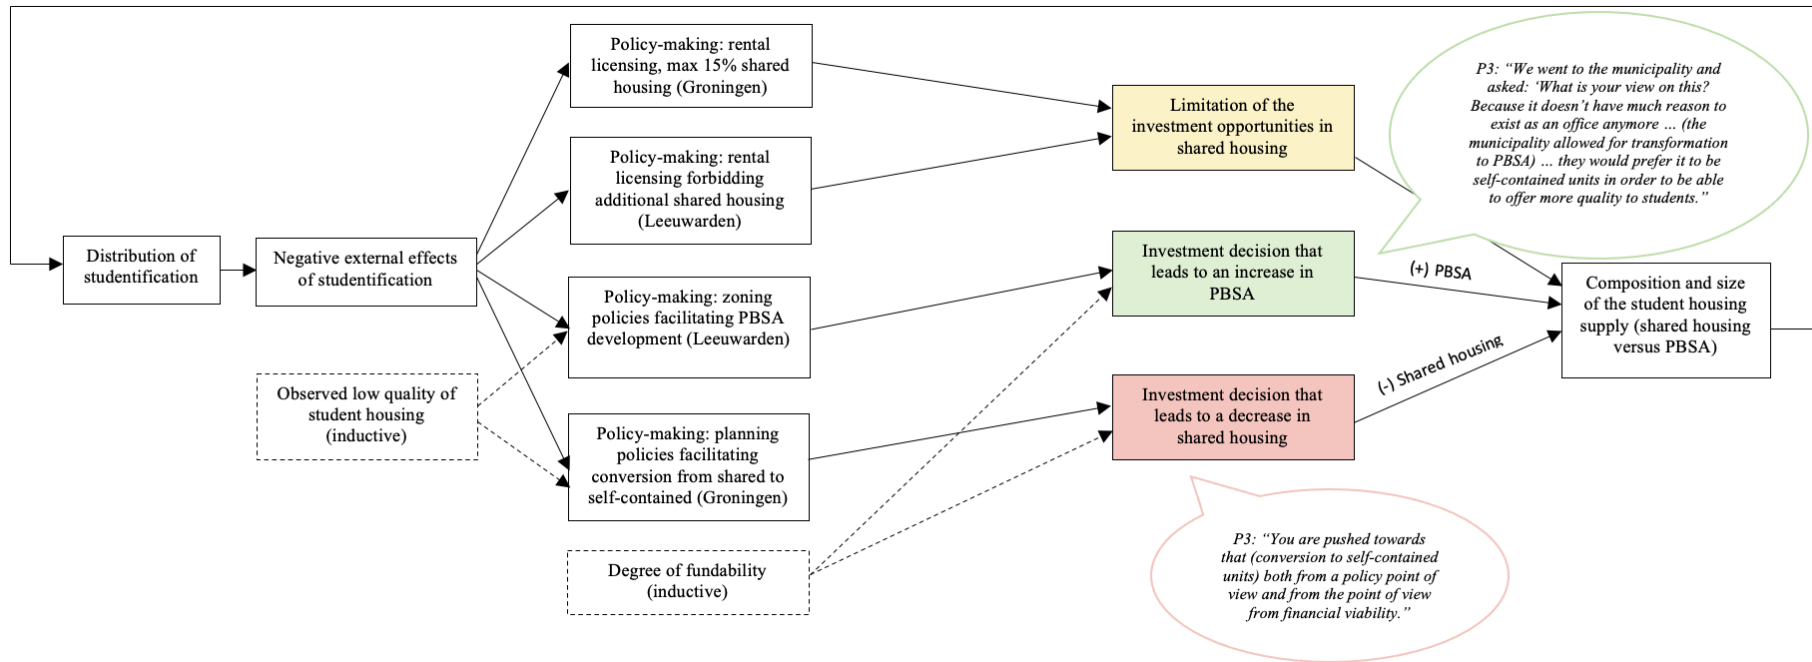 Distribution of
studentification
Negative external effects
of studentification
Observed low quality of
student housing
(inductive)
Policy-making: rental
licensing, max 15% shared
housing (Groningen)
Policy-making: rental
licensing forbidding
additional shared housing
(Leeuwarden)
Policy-making: zoning
policies facilitating PBSA
development (Leeuwarden)
Policy-making: planning
policies facilitating
conversion from shared to
self-contained (Groningen)
Degree of fundability
(inductive)
Limitation of the
investment opportunities in
shared housing
Investment decision that
leads to an increase in
PBSA
Investment decision that
leads to a decrease in
shared housing
P3: “We went to the municipality and
asked: ‘What is your view on this?
Because it doesn’t have much reason to
exist as an office anymore … (the
municipality allowed for transformation
to PBSA) … they would prefer it to be
self-contained units in order to be able
to offer more quality to students.”
(+) PBSA
(-) Shared housing
Composition and size
of the student housing
supply (shared housing
versus PBSA)
P3: “You are pushed towards
that (conversion to self-contained
units) both from a policy point of
view and from the point of view
from financial viability.”